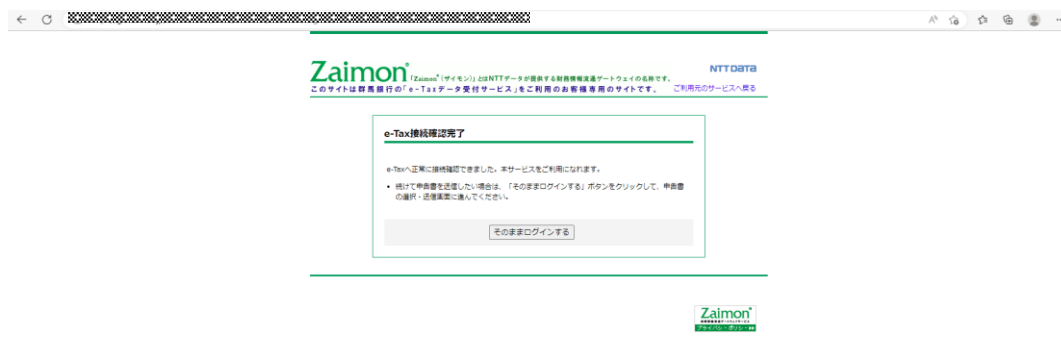 Zaimon® 「Zaimon®(ザイモン)」とはNTTデータが提供する財務情報流通ゲートウェイの名称です。
NTT DATA
このサイトは群馬銀行の「e-Taxデータ受付サービス」をご利用のお客様専用のサイトです。
ご利用元のサービスへ戻る
e-Tax接続確認完了
e-Taxへ正常に接続確認できました。本サービスをご利用になれます。
• 続けて申告書を送信したい場合は、「そのままログインする」ボタンをクリックして、申告書
の選択・送信画面に進んでください。
そのままログインする
Zaimon®
プライバシーポリシー